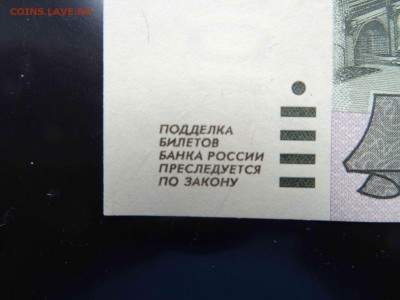 COINS.LAVE.RU
ПОДДЕЛКА
БИЛЕТОВ
БАНКА РОССИИ
ПРЕСЛЕДУЕТСЯ
ПО ЗАКОНУ